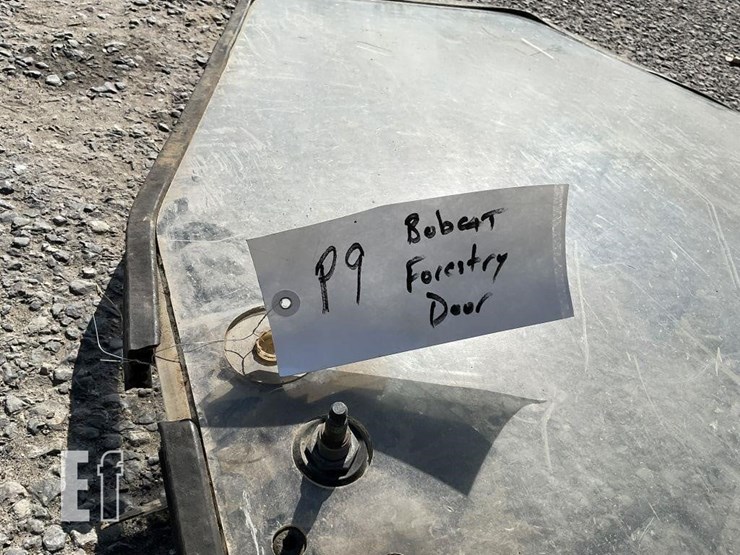 P9
Bobcat
Forestry
Door
Ef